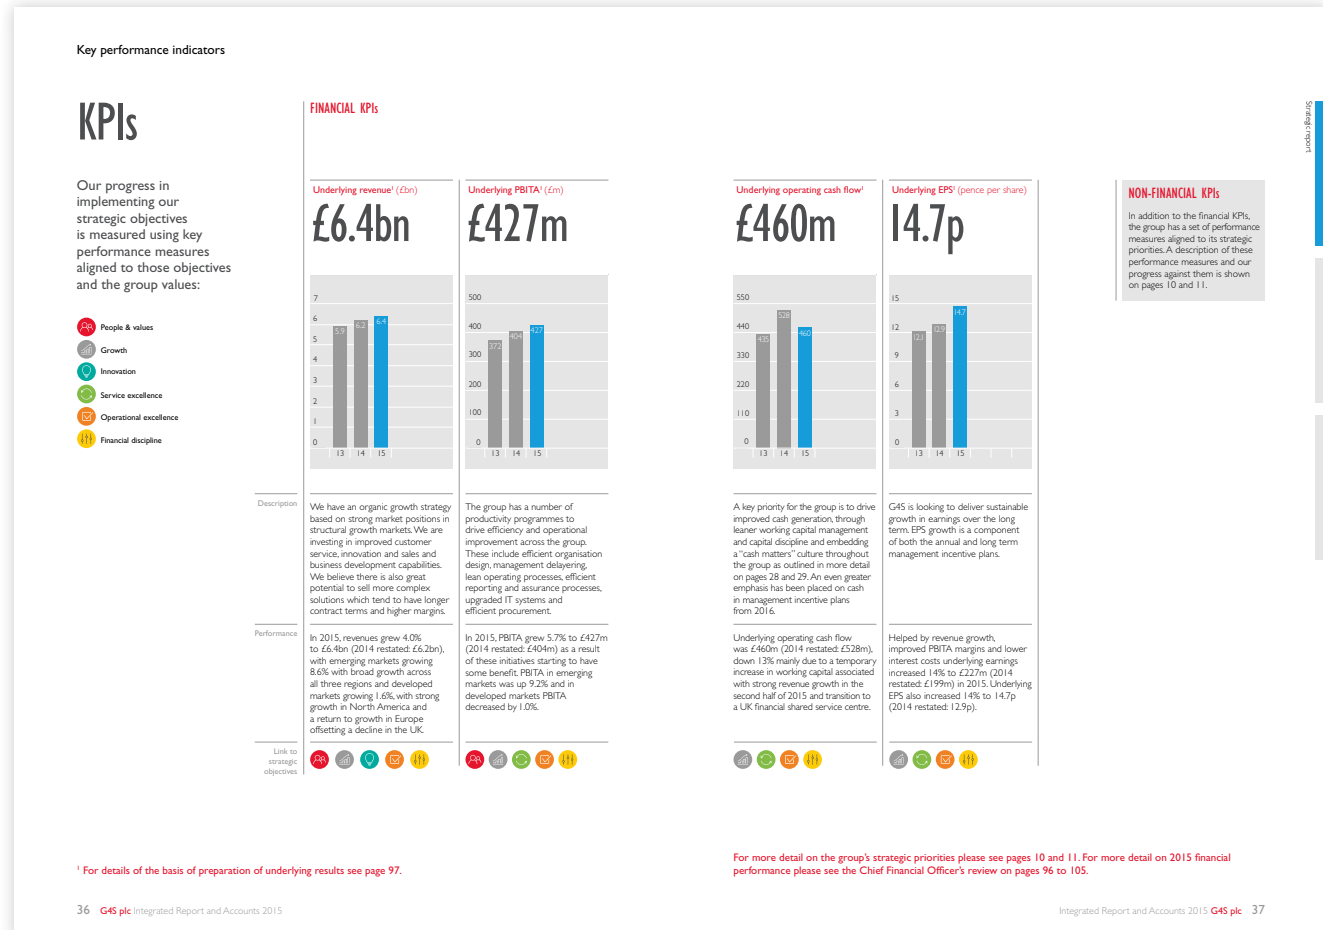 Key performance indicators
KPIs
Our progress in
implementing our
strategic objectives
is measured using key
performance measures
aligned to those objectives
and the group values:
People & values
Growth
Innovation
Service excellence
Operational excellence
Financial discipline
FINANCIAL KPIs
Underlying revenue¹ (£bn)
£6.4bn
7
6
5
4
3
2
1
0
5.9
6.2
6.4
13 14 15
Underlying PBITA¹ (£m)
£427m
500
400
300
200
100
0
372
404
427
13 14 15
Underlying operating cash flow¹
£460m
550
440
330
220
110
0
435
528
460
13 14 15
Underlying EPS¹ (pence per share)
14.7p
15
12
9
6
3
0
12.1
12.9
14.7
13 14 15
Description
We have an organic growth strategy
based on strong market positions in
structural growth markets. We are
investing in improved customer
service, innovation and sales and
business development capabilities.
We believe there is also great
potential to sell more complex
solutions which tend to have longer
contract terms and higher margins.
The group has a number of
productivity programmes to
drive efficiency and operational
improvement across the group.
These include efficient organisation
design, management delayering,
lean operating processes, efficient
reporting and assurance processes,
upgraded IT systems and
efficient procurement.
A key priority for the group is to drive
improved cash generation, through
leaner working capital management
and capital discipline and embedding
a "cash matters" culture throughout
the group as outlined in more detail
on pages 28 and 29. An even greater
emphasis has been placed on cash
in management incentive plans
from 2016.
G4S is looking to deliver sustainable
growth in earnings over the long
term. EPS growth is a component
of both the annual and long term
management incentive plans.
Performance
In 2015, revenues grew 4.0%
to £6.4bn (2014 restated: £6.2bn),
with emerging markets growing
8.6% with broad growth across
all three regions and developed
markets growing 1.6%, with strong
growth in North America and
a return to growth in Europe
offsetting a decline in the UK.
In 2015, PBITA grew 5.7% to £427m
(2014 restated: £404m) as a result
of these initiatives starting to have
some benefit. PBITA in emerging
markets was up 9.2% and in
developed markets PBITA
decreased by 1.0%.
Underlying operating cash flow
was £460m (2014 restated: £528m),
down 13% mainly due to a temporary
increase in working capital associated
with strong revenue growth in the
second half of 2015 and transition to
a UK financial shared service centre.
Helped by revenue growth,
improved PBITA margins and lower
interest costs underlying earnings
increased 14% to £227m (2014
restated: £199m) in 2015. Underlying
EPS also increased 14% to 14.7p
(2014 restated: 12.9p).
Link to
strategic
objectives
NON-FINANCIAL KPIs
In addition to the financial KPIs,
the group has a set of performance
measures aligned to its strategic
priorities. A description of these
performance measures and our
progress against them is shown
on pages 10 and 11.
Strategic report
¹ For details of the basis of preparation of underlying results see page 97.
For more detail on the group's strategic priorities please see pages 10 and 11. For more detail on 2015 financial
performance please see the Chief Financial Officer's review on pages 96 to 105.
36 G4S plc Integrated Report and Accounts 2015
Integrated Report and Accounts 2015 G4S plc 37